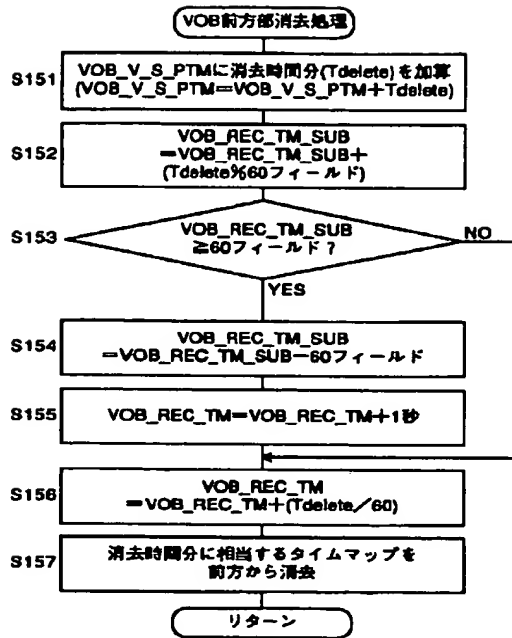 VOB前方部消去処理
S151
VOB_V_S_PTMに消去時間分(Tdelete)を加算
(VOB_V_S_PTM=VOB_V_S_PTM+Tdelete)
S152
VOB_REC_TM_SUB
=VOB_REC_TM_SUB+
(Tdelete%60フィールド)
S153
VOB_REC_TM_SUB
≧60フィールド?
NO
YES
S154
VOB_REC_TM_SUB
=VOB_REC_TM_SUB-60フィールド
S155
VOB_REC_TM=VOB_REC_TM+1秒
S156
VOB_REC_TM
=VOB_REC_TM+(Tdelete/60)
S157
消去時間分に相当するタイムマップを
前方から消去
リターン